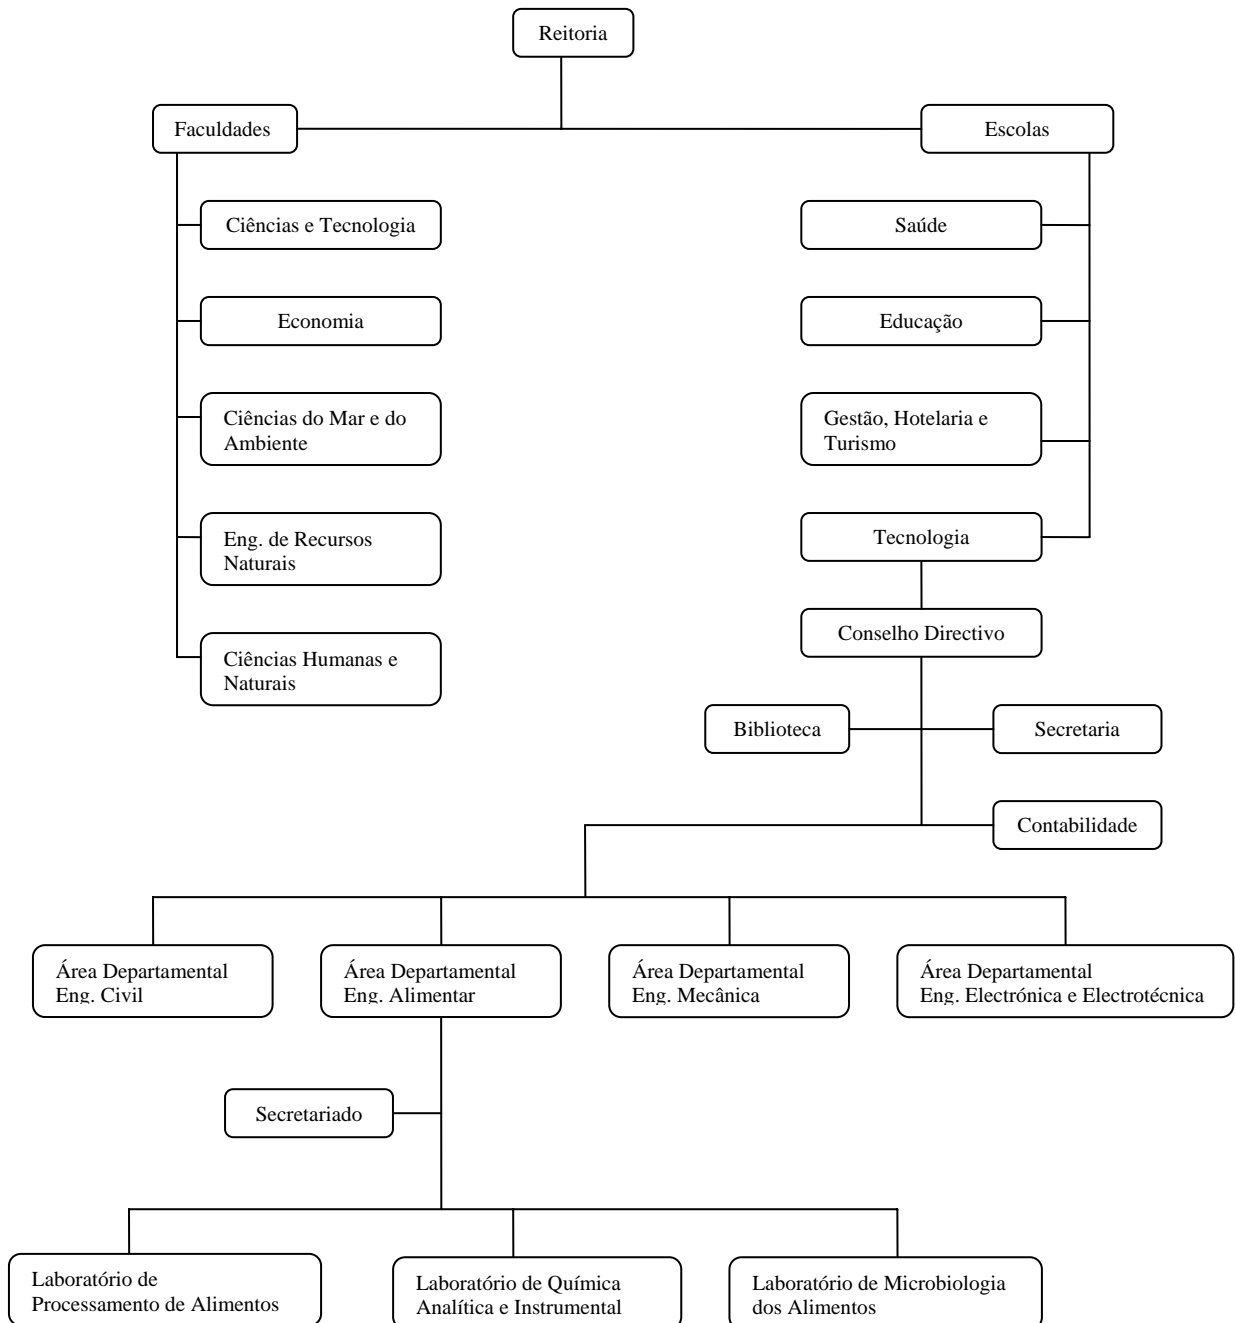 Reitoria
Faculdades
Escolas
Ciências e Tecnologia
Saúde
Economia
Educação
Ciências do Mar e do
Ambiente
Gestão, Hotelaria e
Turismo
Eng. de Recursos
Naturais
Tecnologia
Conselho Directivo
Ciências Humanas e
Naturais
Biblioteca
Secretaria
Contabilidade
Área Departamental
Eng. Civil
Área Departamental
Eng. Alimentar
Área Departamental
Eng. Mecânica
Área Departamental
Eng. Electrónica e Electrotécnica
Secretariado
Laboratório de
Processamento de Alimentos
Laboratório de Química
Analítica e Instrumental
Laboratório de Microbiologia
dos Alimentos